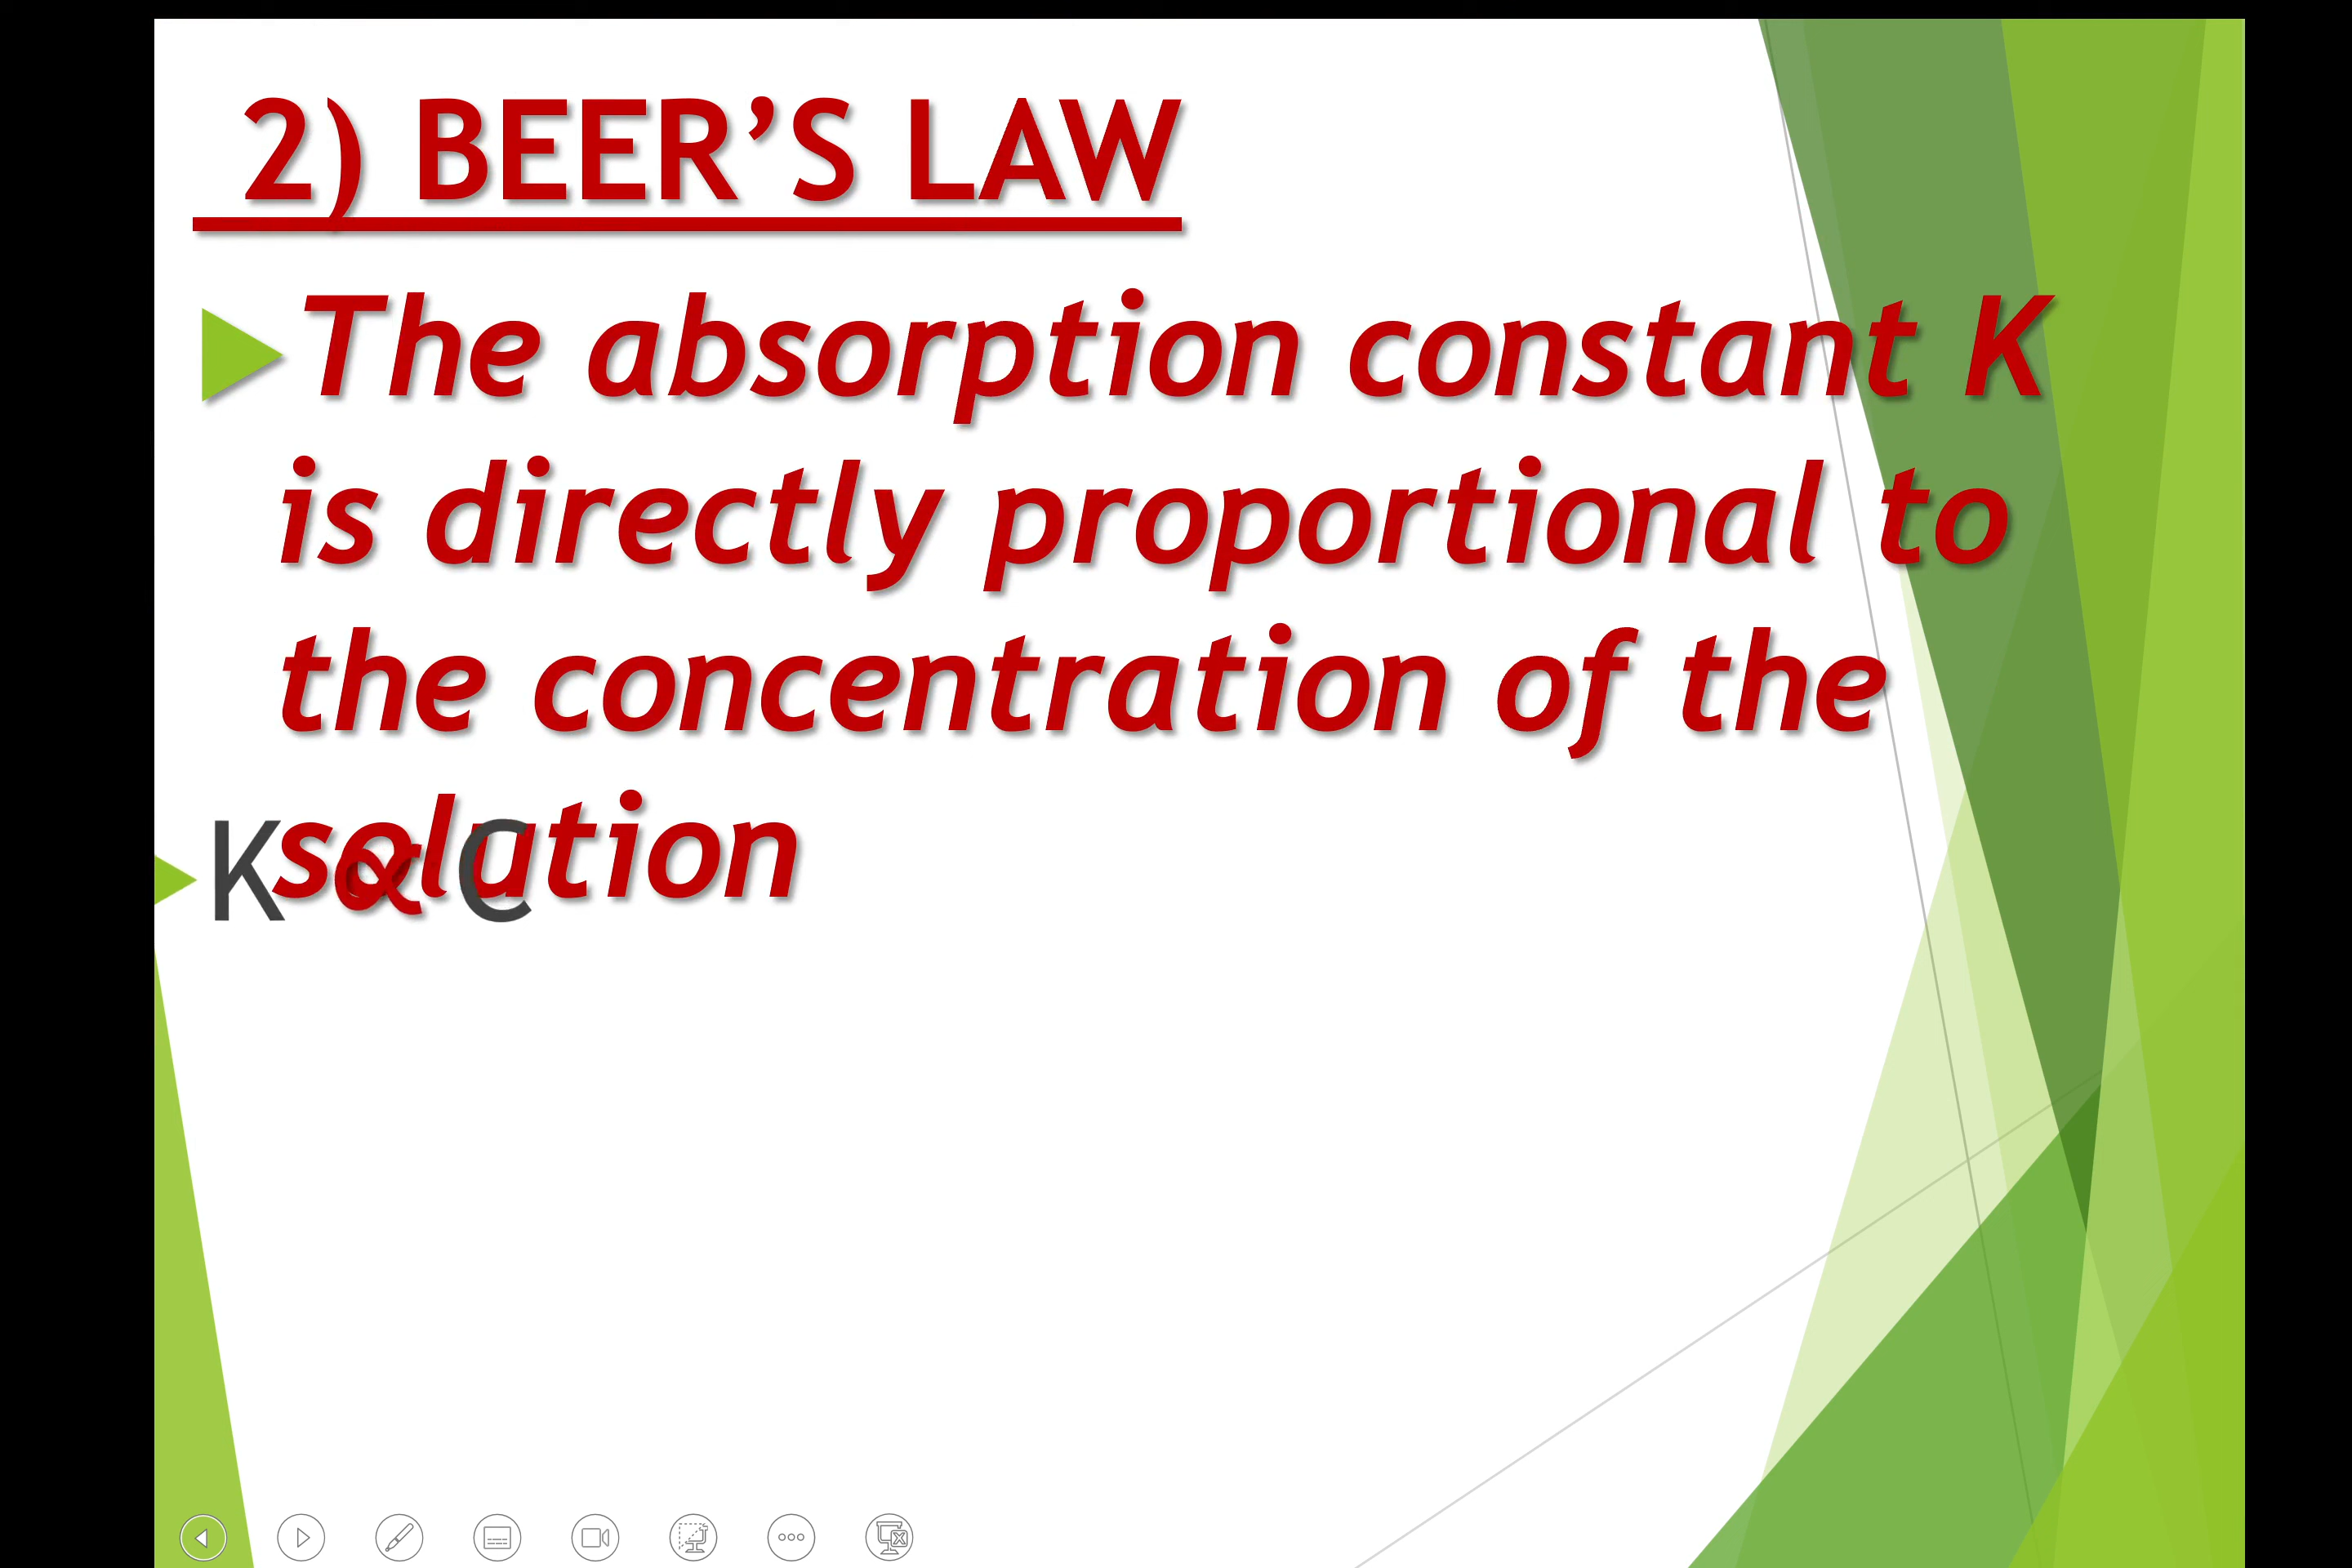 2) BEER’S LAW
The absorption constant K
is directly proportional to
the concentration of the
solution
K α C